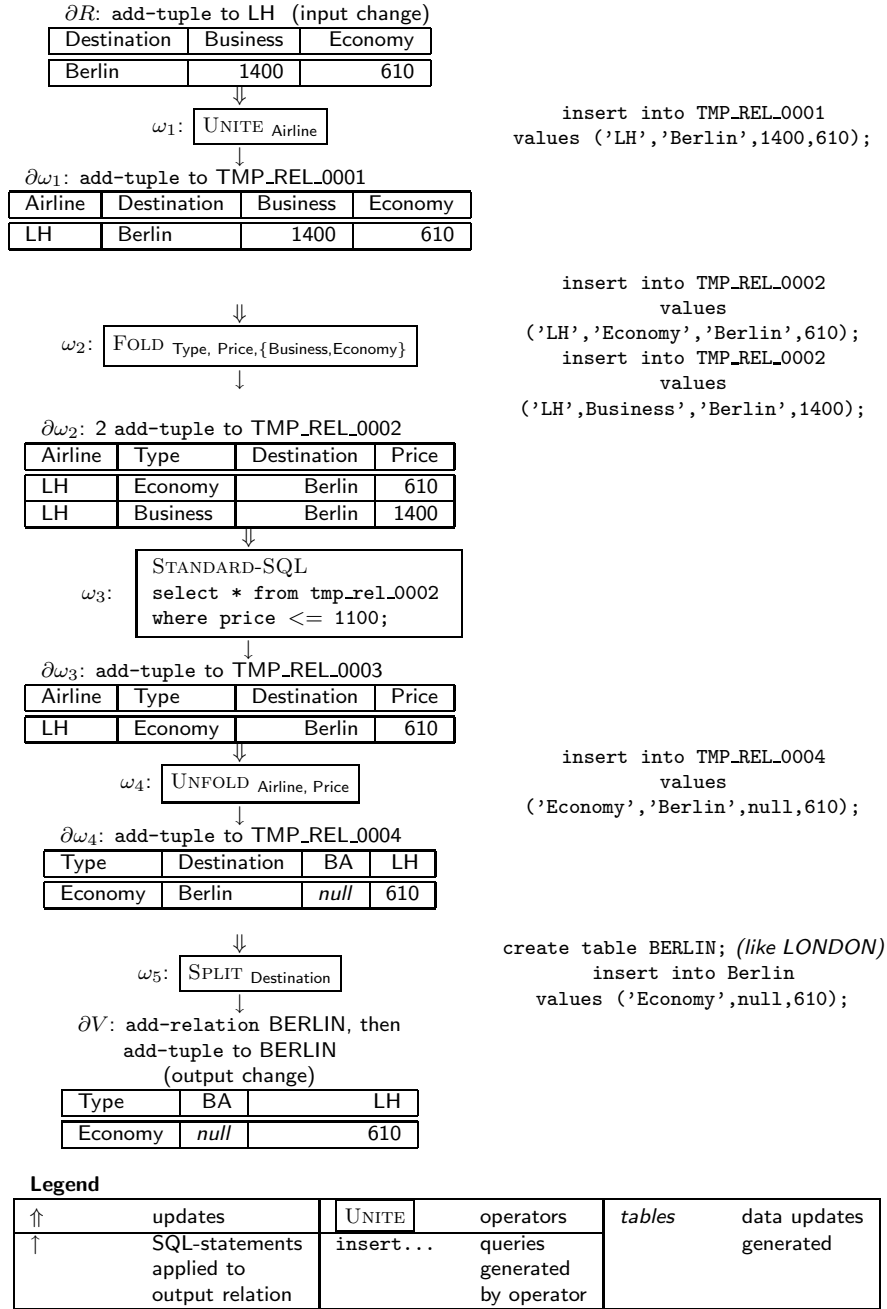 ∂R: add-tuple to LH (input change)
Destination Business Economy
Berlin 1400 610
⇓
ω1: UNITE Airline
insert into TMP_REL_0001
values ('LH','Berlin',1400,610);
↓
∂ω1: add-tuple to TMP_REL_0001
Airline Destination Business Economy
LH Berlin 1400 610
⇓
ω2: FOLD Type, Price,{Business,Economy}
↓
insert into TMP_REL_0002
values
('LH','Economy','Berlin',610);
insert into TMP_REL_0002
values
('LH',Business','Berlin',1400);
∂ω2: 2 add-tuple to TMP_REL_0002
Airline Type Destination Price
LH Economy Berlin 610
LH Business Berlin 1400
⇓
STANDARD-SQL
ω3: select * from tmp_rel_0002
where price <= 1100;
↓
∂ω3: add-tuple to TMP_REL_0003
Airline Type Destination Price
LH Economy Berlin 610
⇓
ω4: UNFOLD Airline, Price
↓
insert into TMP_REL_0004
values
('Economy','Berlin',null,610);
∂ω4: add-tuple to TMP_REL_0004
Type Destination BA LH
Economy Berlin null 610
⇓
ω5: SPLIT Destination
↓
create table BERLIN; (like LONDON)
insert into Berlin
values ('Economy',null,610);
∂V: add-relation BERLIN, then
add-tuple to BERLIN
(output change)
Type BA LH
Economy null 610
Legend
⇑ updates UNITE operators tables data updates
↑ SQL-statements insert... queries generated
applied to generated
output relation by operator